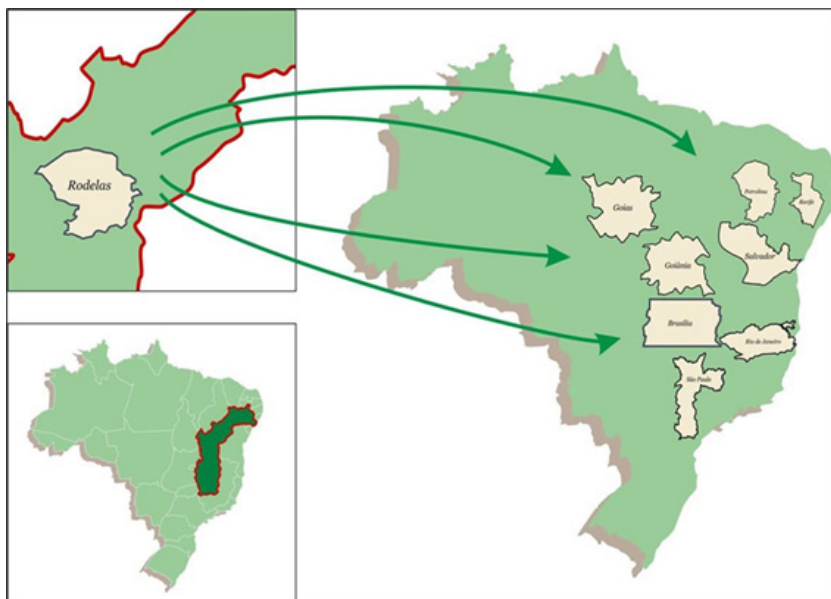 Rodelas
Goias
Petrolina
Recife
Salvador
Goiânia
Brasília
Rio de Janeiro
São Paulo